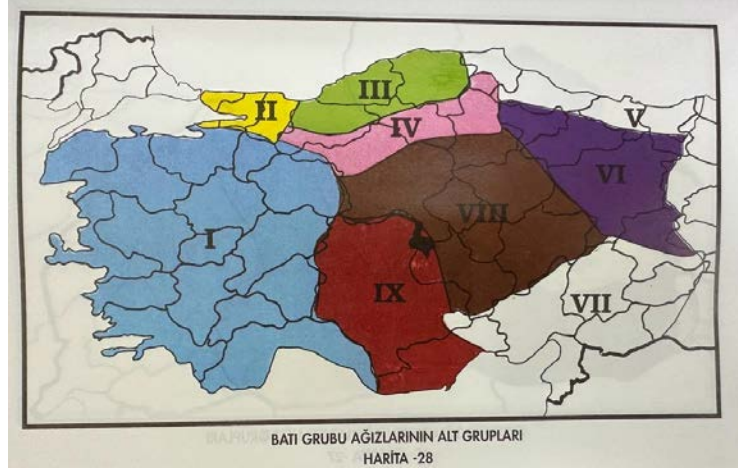 III
II
IV
V
VI
VIII
I
IX
VII
BATI GRUBU AĞIZLARININ ALT GRUPLARI
HARİTA -28